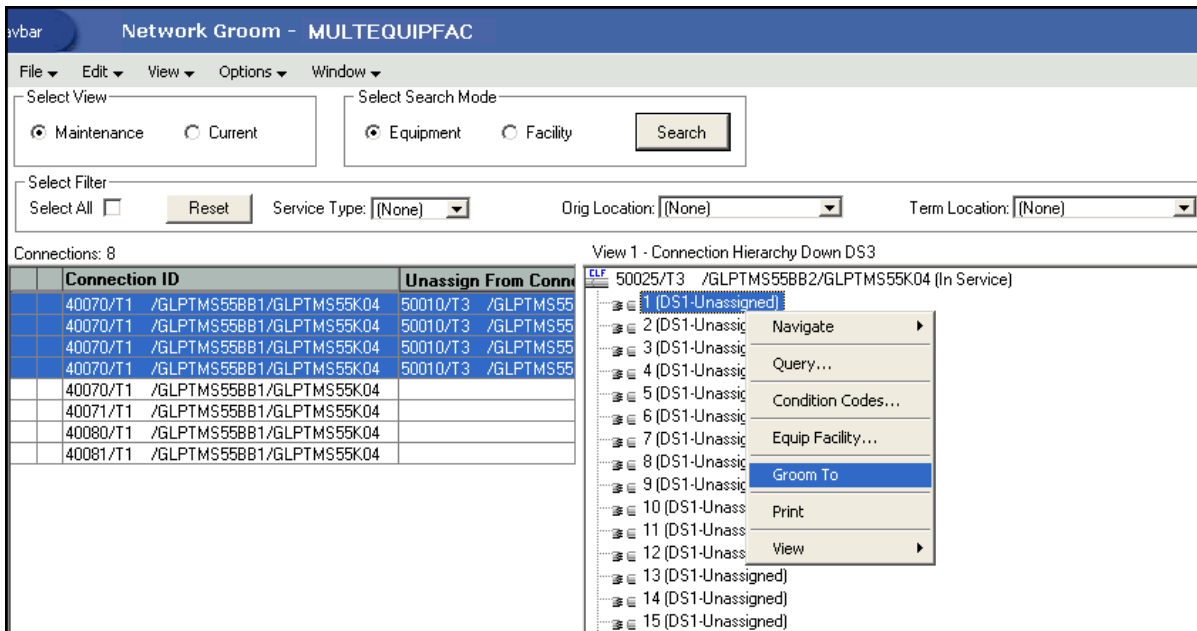 avbar Network Groom - MULTEQUIPFAC
File Edit View Options Window
Select View Select Search Mode
Maintenance Current Equipment Facility Search
Select Filter
Select All Reset Service Type: (None) Orig Location: (None) Term Location: (None)
Connections: 8
Connection ID Unassign From Conne
40070/T1 /GLPTMS55BB1/GLPTMS55K04 50010/T3 /GLPTMS55
40070/T1 /GLPTMS55BB1/GLPTMS55K04 50010/T3 /GLPTMS55
40070/T1 /GLPTMS55BB1/GLPTMS55K04 50010/T3 /GLPTMS55
40070/T1 /GLPTMS55BB1/GLPTMS55K04 50010/T3 /GLPTMS55
40070/T1 /GLPTMS55BB1/GLPTMS55K04
40071/T1 /GLPTMS55BB1/GLPTMS55K04
40080/T1 /GLPTMS55BB1/GLPTMS55K04
40081/T1 /GLPTMS55BB1/GLPTMS55K04
View 1 - Connection Hierarchy Down DS3
CLF 50025/T3 /GLPTMS55BB2/GLPTMS55K04 (In Service)
1 (DS1-Unassigned)
2 (DS1-Unassig
3 (DS1-Unassig
4 (DS1-Unassig
5 (DS1-Unassig
6 (DS1-Unassig
7 (DS1-Unassig
8 (DS1-Unassig
9 (DS1-Unassig
10 (DS1-Unass
11 (DS1-Unass
12 (DS1-Unass
13 (DS1-Unassigned)
14 (DS1-Unassigned)
15 (DS1-Unassigned)
Navigate
Query...
Condition Codes...
Equip Facility...
Groom To
Print
View